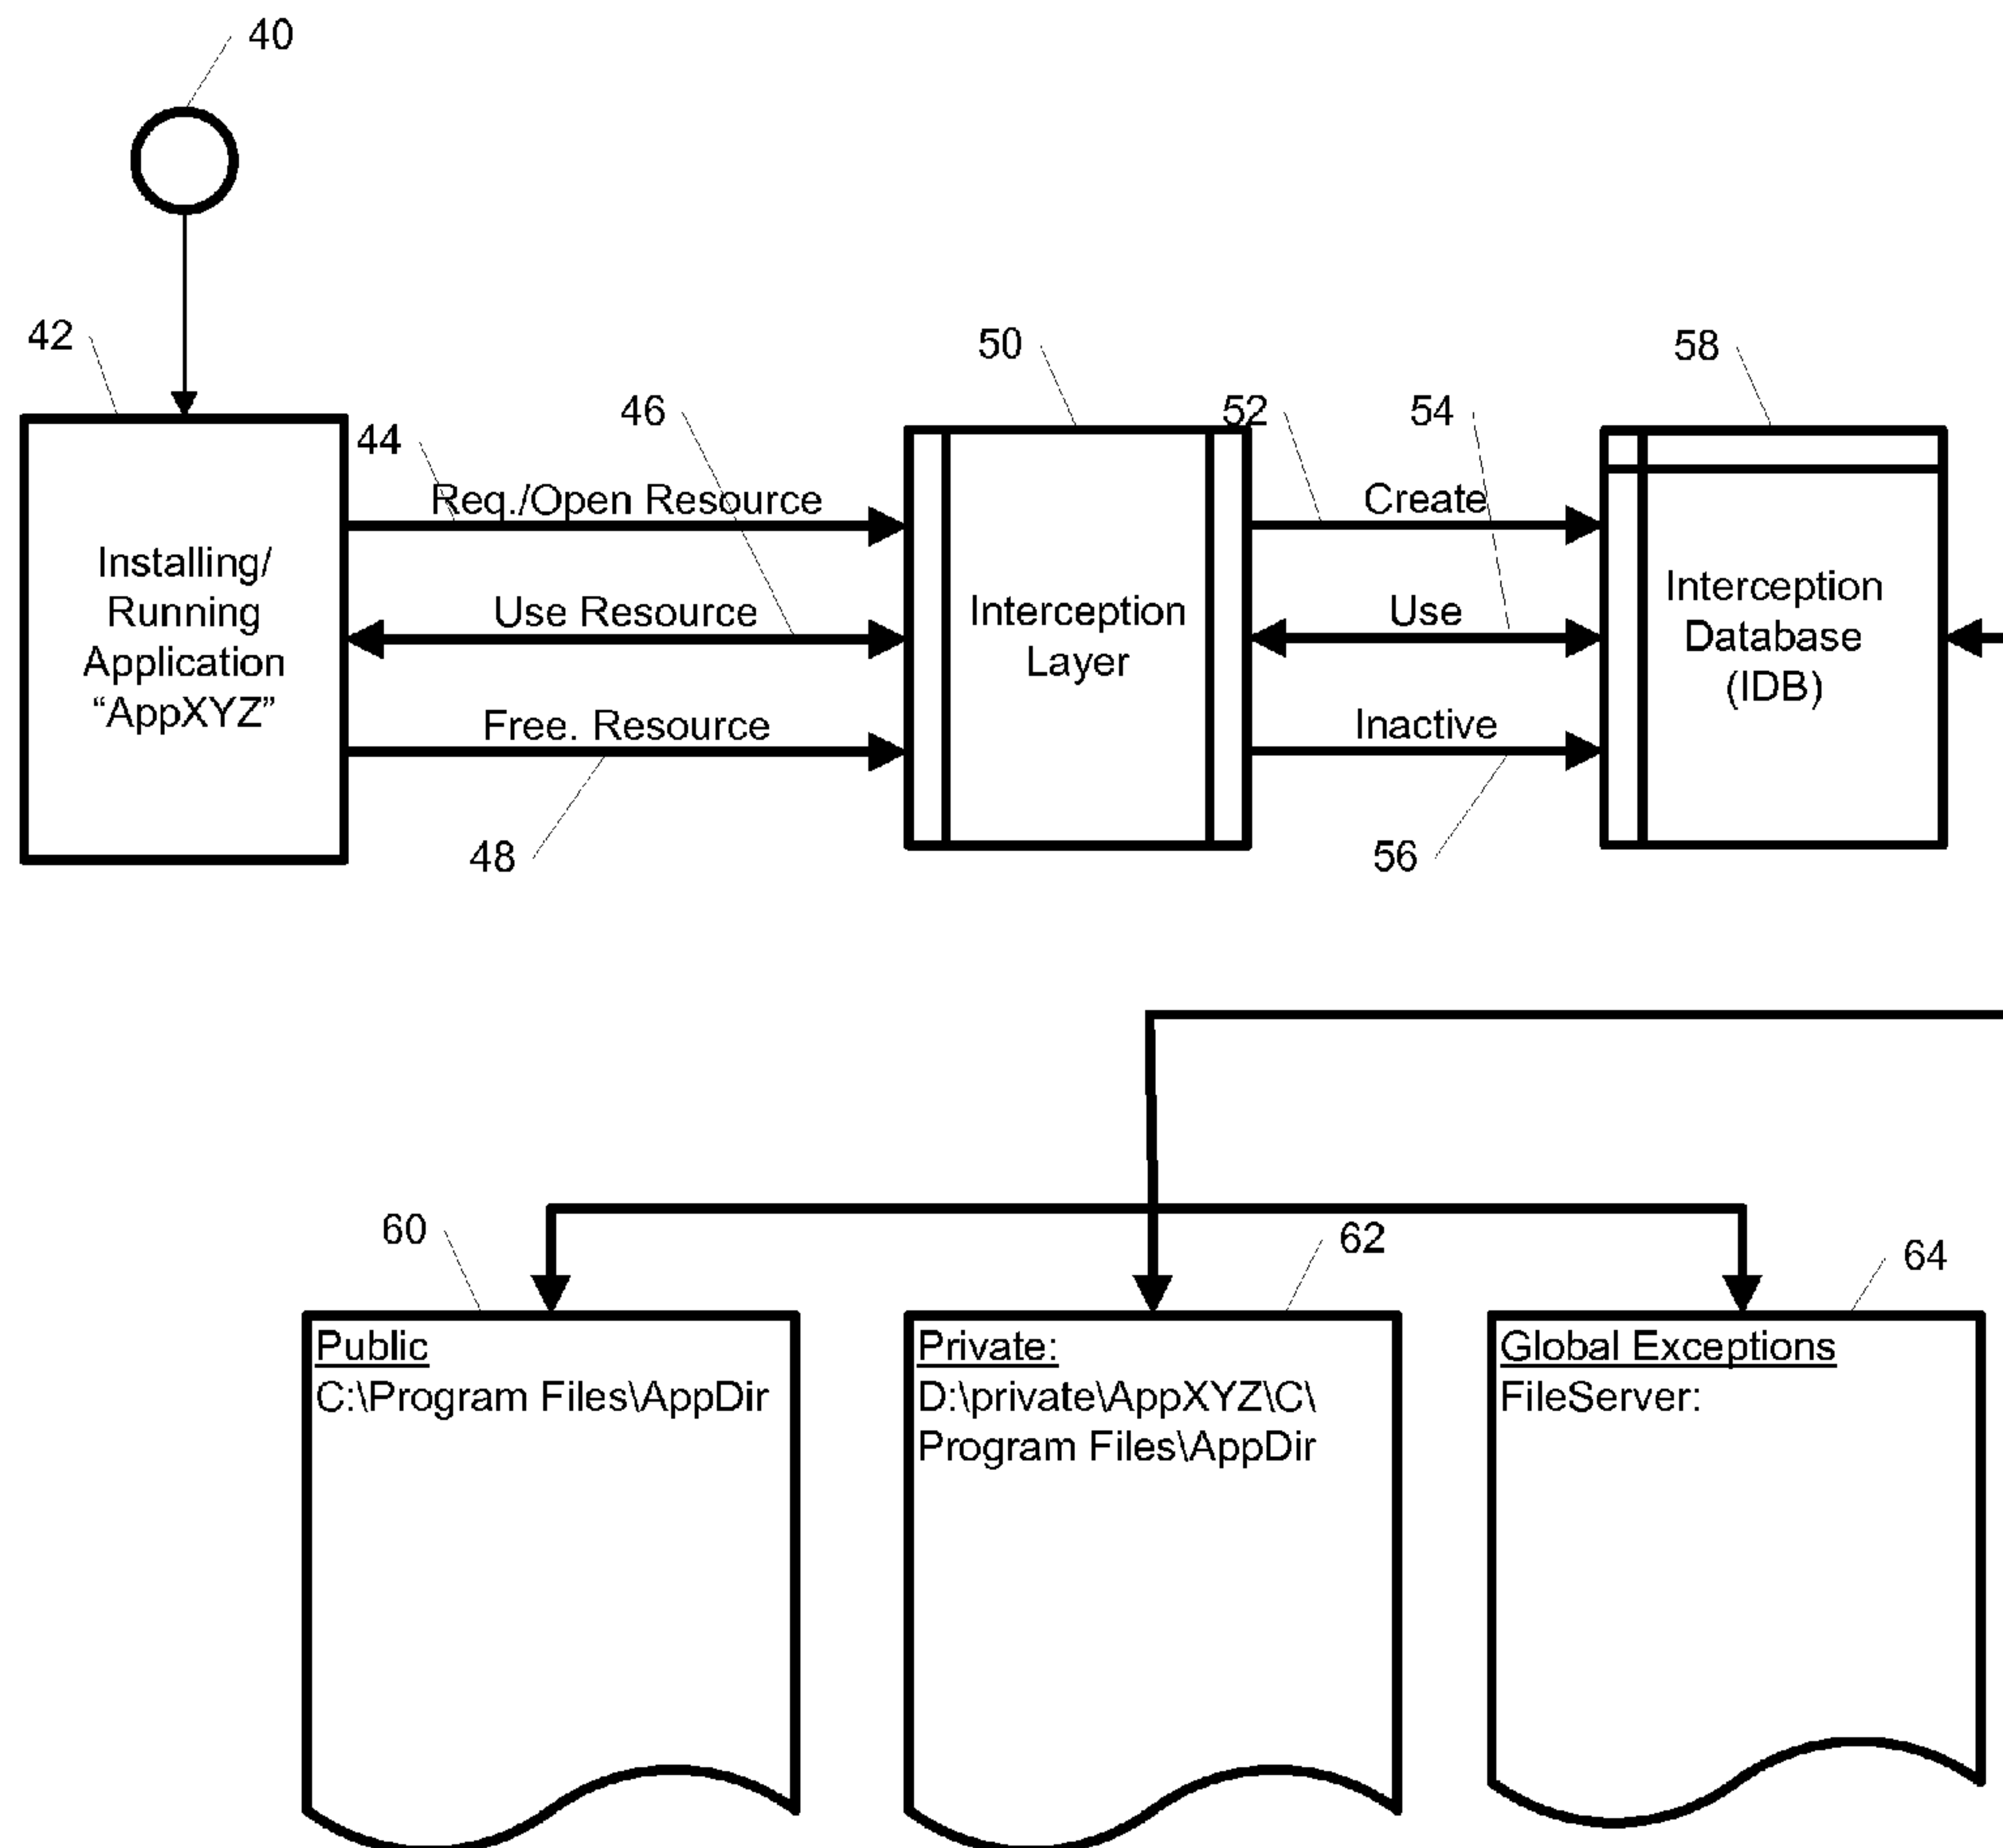 40
42
50
58
44
46
52
54
Req./Open Resource
Create
Installing/
Running
Application
“AppXYZ”
Use Resource
Interception
Layer
Use
Interception
Database
(IDB)
Free. Resource
Inactive
48
56
60
62
64
Public
C:\Program Files\AppDir
Private:
D:\private\AppXYZ\C\
Program Files\AppDir
Global Exceptions
FileServer: